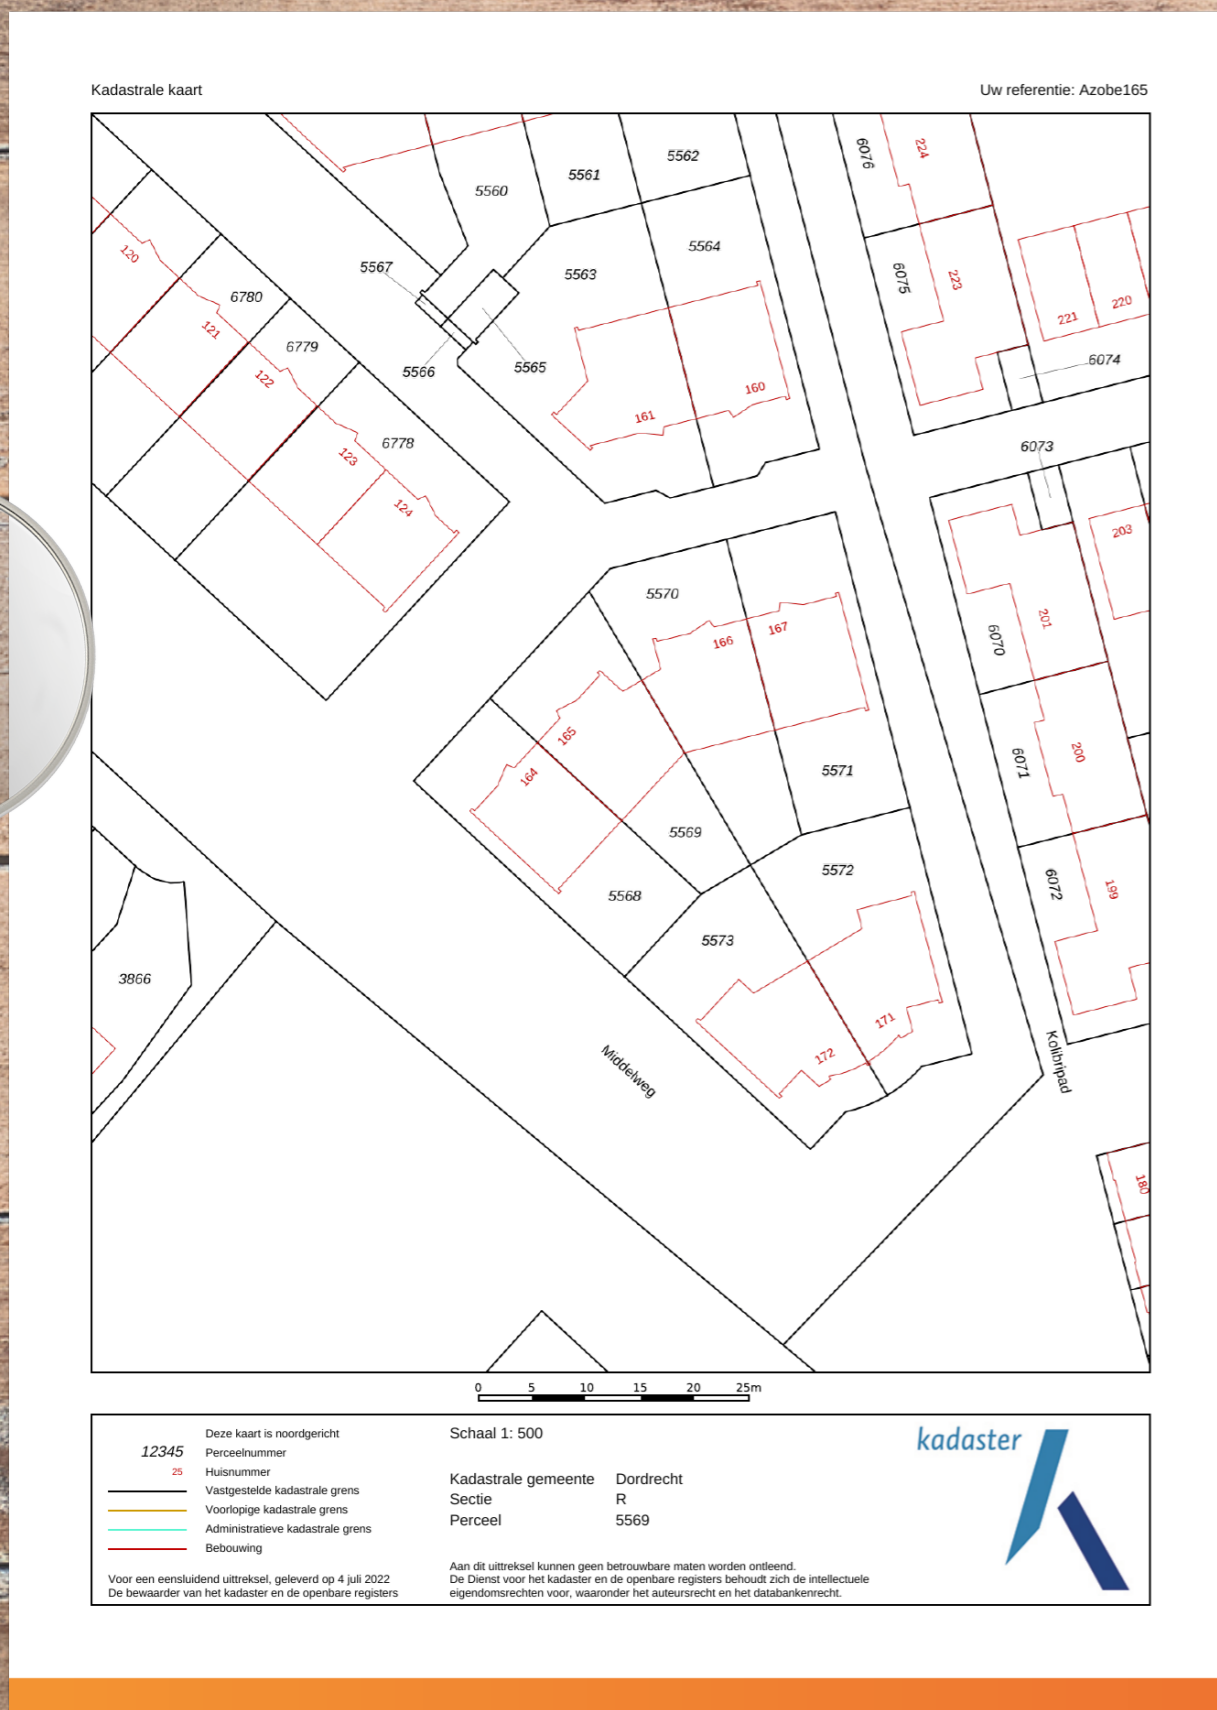 Kadastrale kaart
Uw referentie: Azobe165
5562
5561
5560
6076
224
5564
5563
5567
120
6780
121
6779
122
6075
223
221
220
6074
5566
5565
160
161
6778
123
124
6073
203
5570
166
167
6070
201
165
164
5571
6071
200
5569
5572
5568
6072
199
5573
3866
171
172
Middelweg
Kolibripad
180
0 5 10 15 20 25m
Deze kaart is noordgericht
12345 Perceelnummer
25 Huisnummer
Vastgestelde kadastrale grens
Voorlopige kadastrale grens
Administratieve kadastrale grens
Bebouwing
Voor een eensluidend uittreksel, geleverd op 4 juli 2022
De bewaarder van het kadaster en de openbare registers
Schaal 1: 500
Kadastrale gemeente Dordrecht
Sectie R
Perceel 5569
Aan dit uittreksel kunnen geen betrouwbare maten worden ontleend.
De Dienst voor het kadaster en de openbare registers behoudt zich de intellectuele
eigendomsrechten voor, waaronder het auteursrecht en het databankenrecht.
kadaster